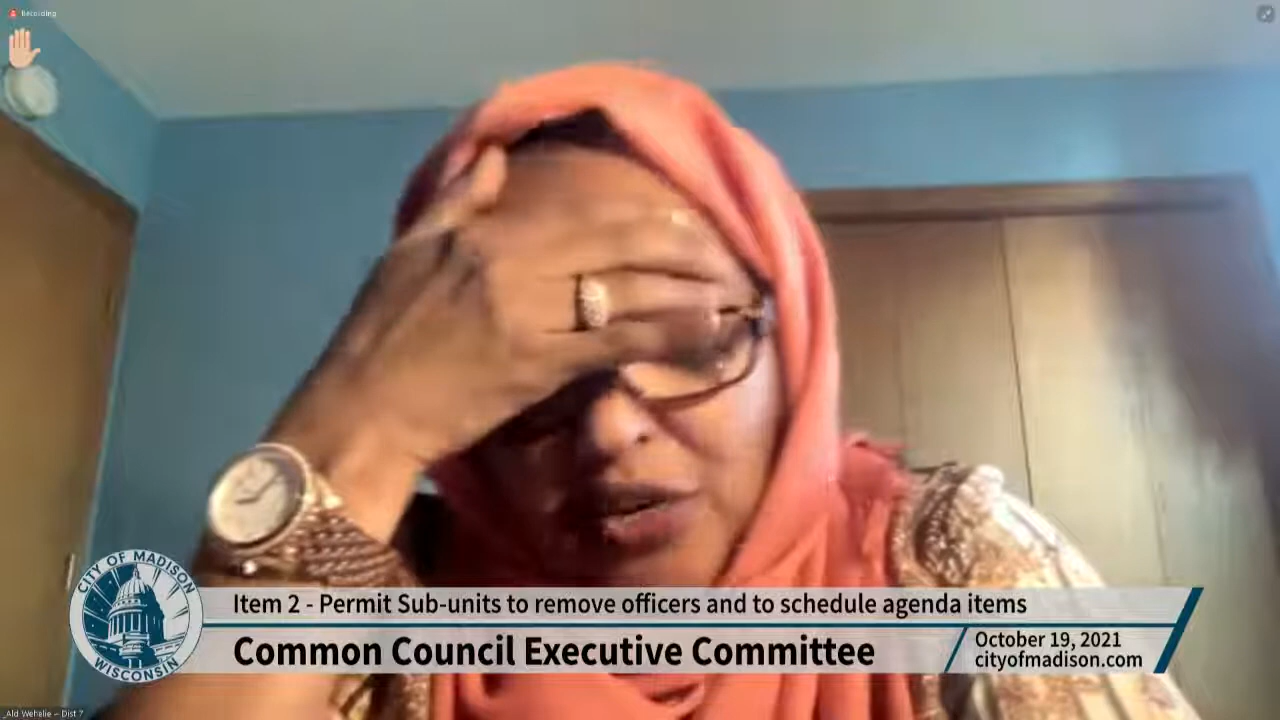 Recording
CITY OF MADISON
WISCONSIN
Item 2 - Permit Sub-units to remove officers and to schedule agenda items
Common Council Executive Committee
October 19, 2021
cityofmadison.com
_Ald Wehelie - Dist 7